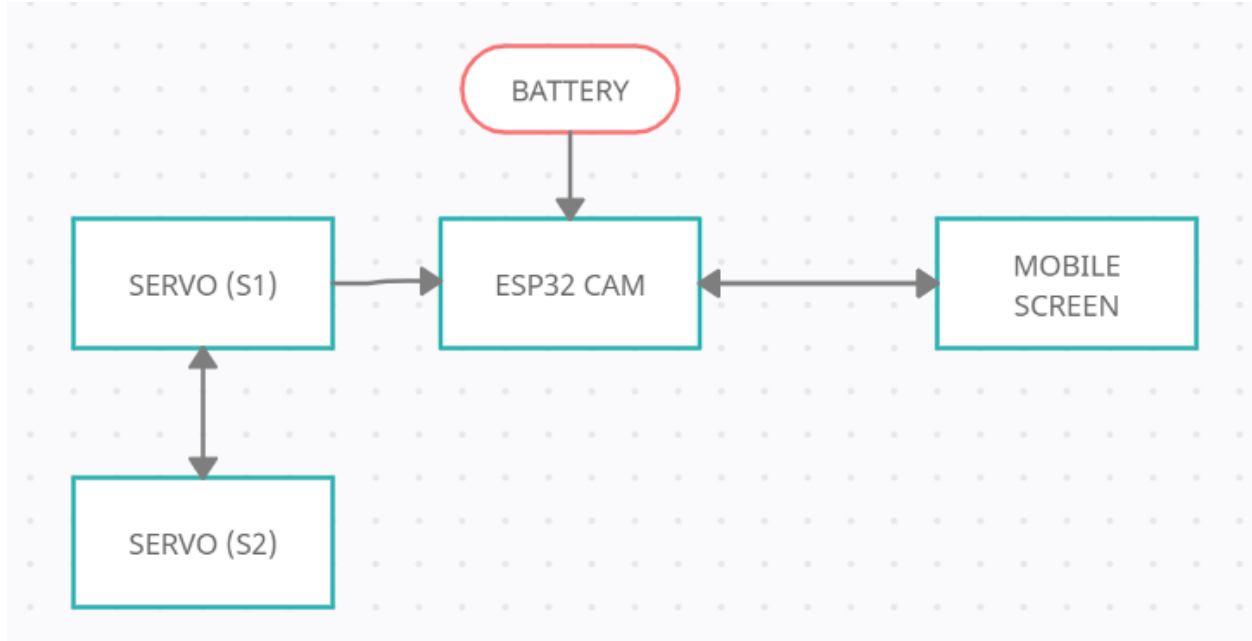 BATTERY
SERVO (S1)
ESP32 CAM
MOBILE
SCREEN
SERVO (S2)